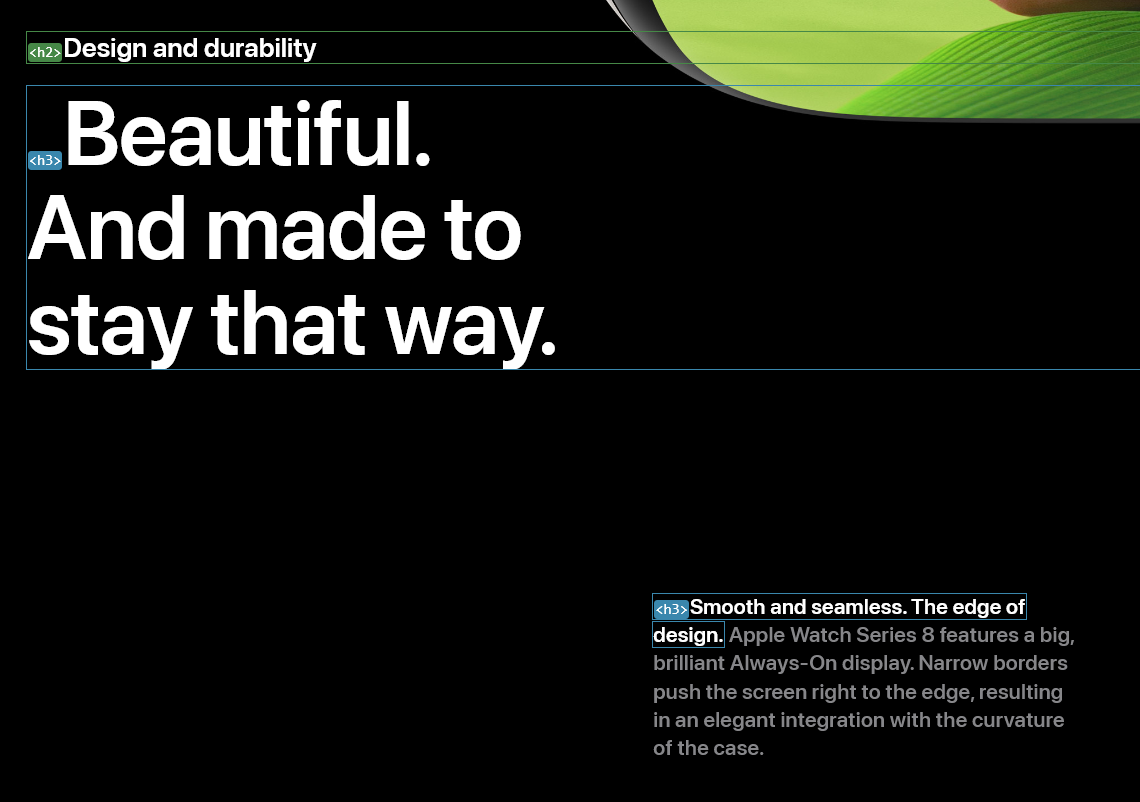 <h2>Design and durability
<h3>Beautiful.
And made to
stay that way.
<h3>Smooth and seamless. The edge of
design. Apple Watch Series 8 features a big,
brilliant Always-On display. Narrow borders
push the screen right to the edge, resulting
in an elegant integration with the curvature
of the case.